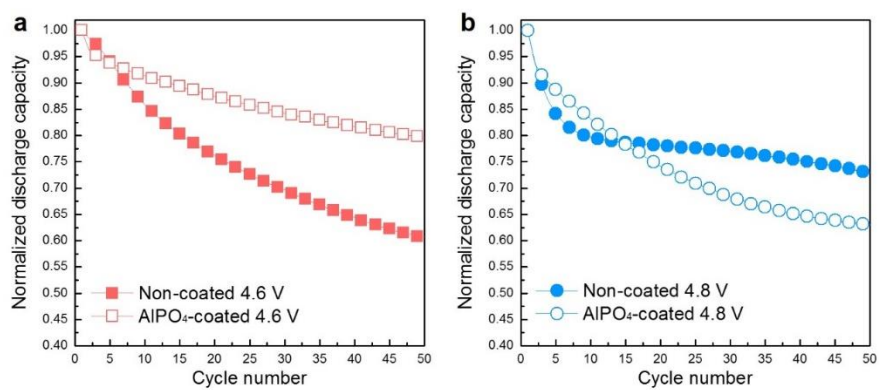 a
Normalized discharge capacity
1.00
0.95
0.90
0.85
0.80
0.75
0.70
0.65
0.60
0.55
0.50
0.45
0.40
Non-coated 4.6 V
AlPO₄-coated 4.6 V
0 5 10 15 20 25 30 35 40 45 50
Cycle number
b
Normalized discharge capacity
1.00
0.95
0.90
0.85
0.80
0.75
0.70
0.65
0.60
0.55
0.50
0.45
0.40
Non-coated 4.8 V
AlPO₄-coated 4.8 V
0 5 10 15 20 25 30 35 40 45 50
Cycle number